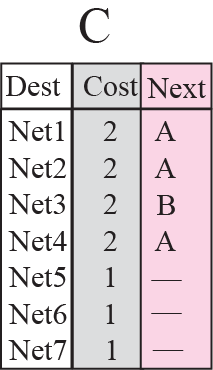 C
Dest Cost Next
Net1 2 A
Net2 2 A
Net3 2 B
Net4 2 A
Net5 1 —
Net6 1 —
Net7 1 —